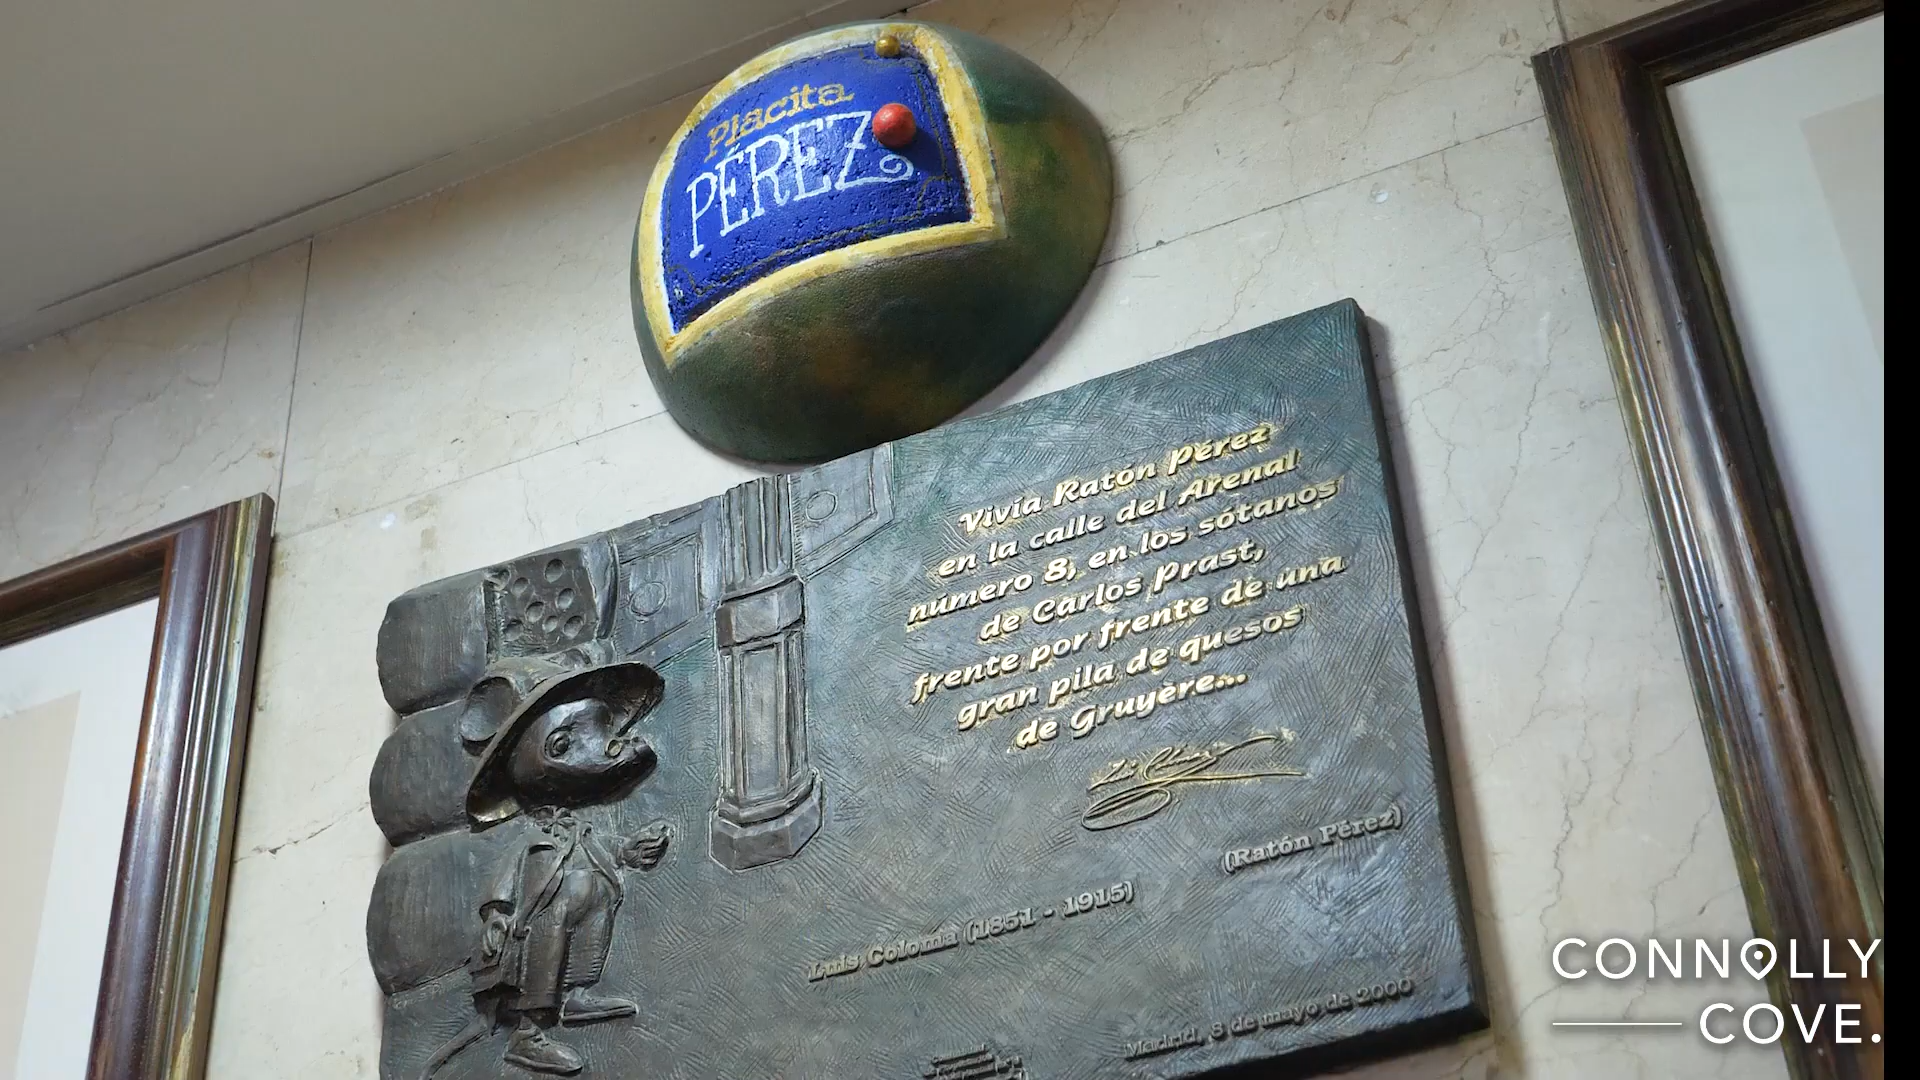 Placita
PÉREZ
Vivía Ratón Pérez
en la calle del Arenal
número 8, en los sótanos
de Carlos Prast,
frente por frente de una
gran pila de quesos
de Gruyère...
(Ratón Pérez)
Luis Coloma (1851 - 1915)
Madrid, 8 de mayo de 2000
CONNOLLY
COVE.